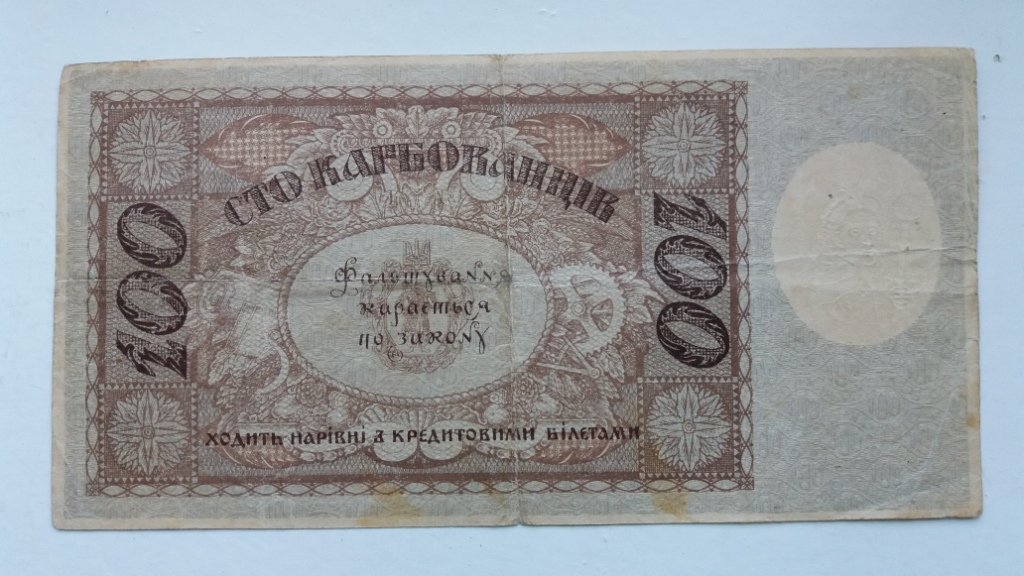 СТО КАРБОВАНЦІВ
100
100
Фальшування
карається
по закону
ХОДИТЬ НАРІВНІ З КРЕДИТОВИМИ БІЛЕТАМИ